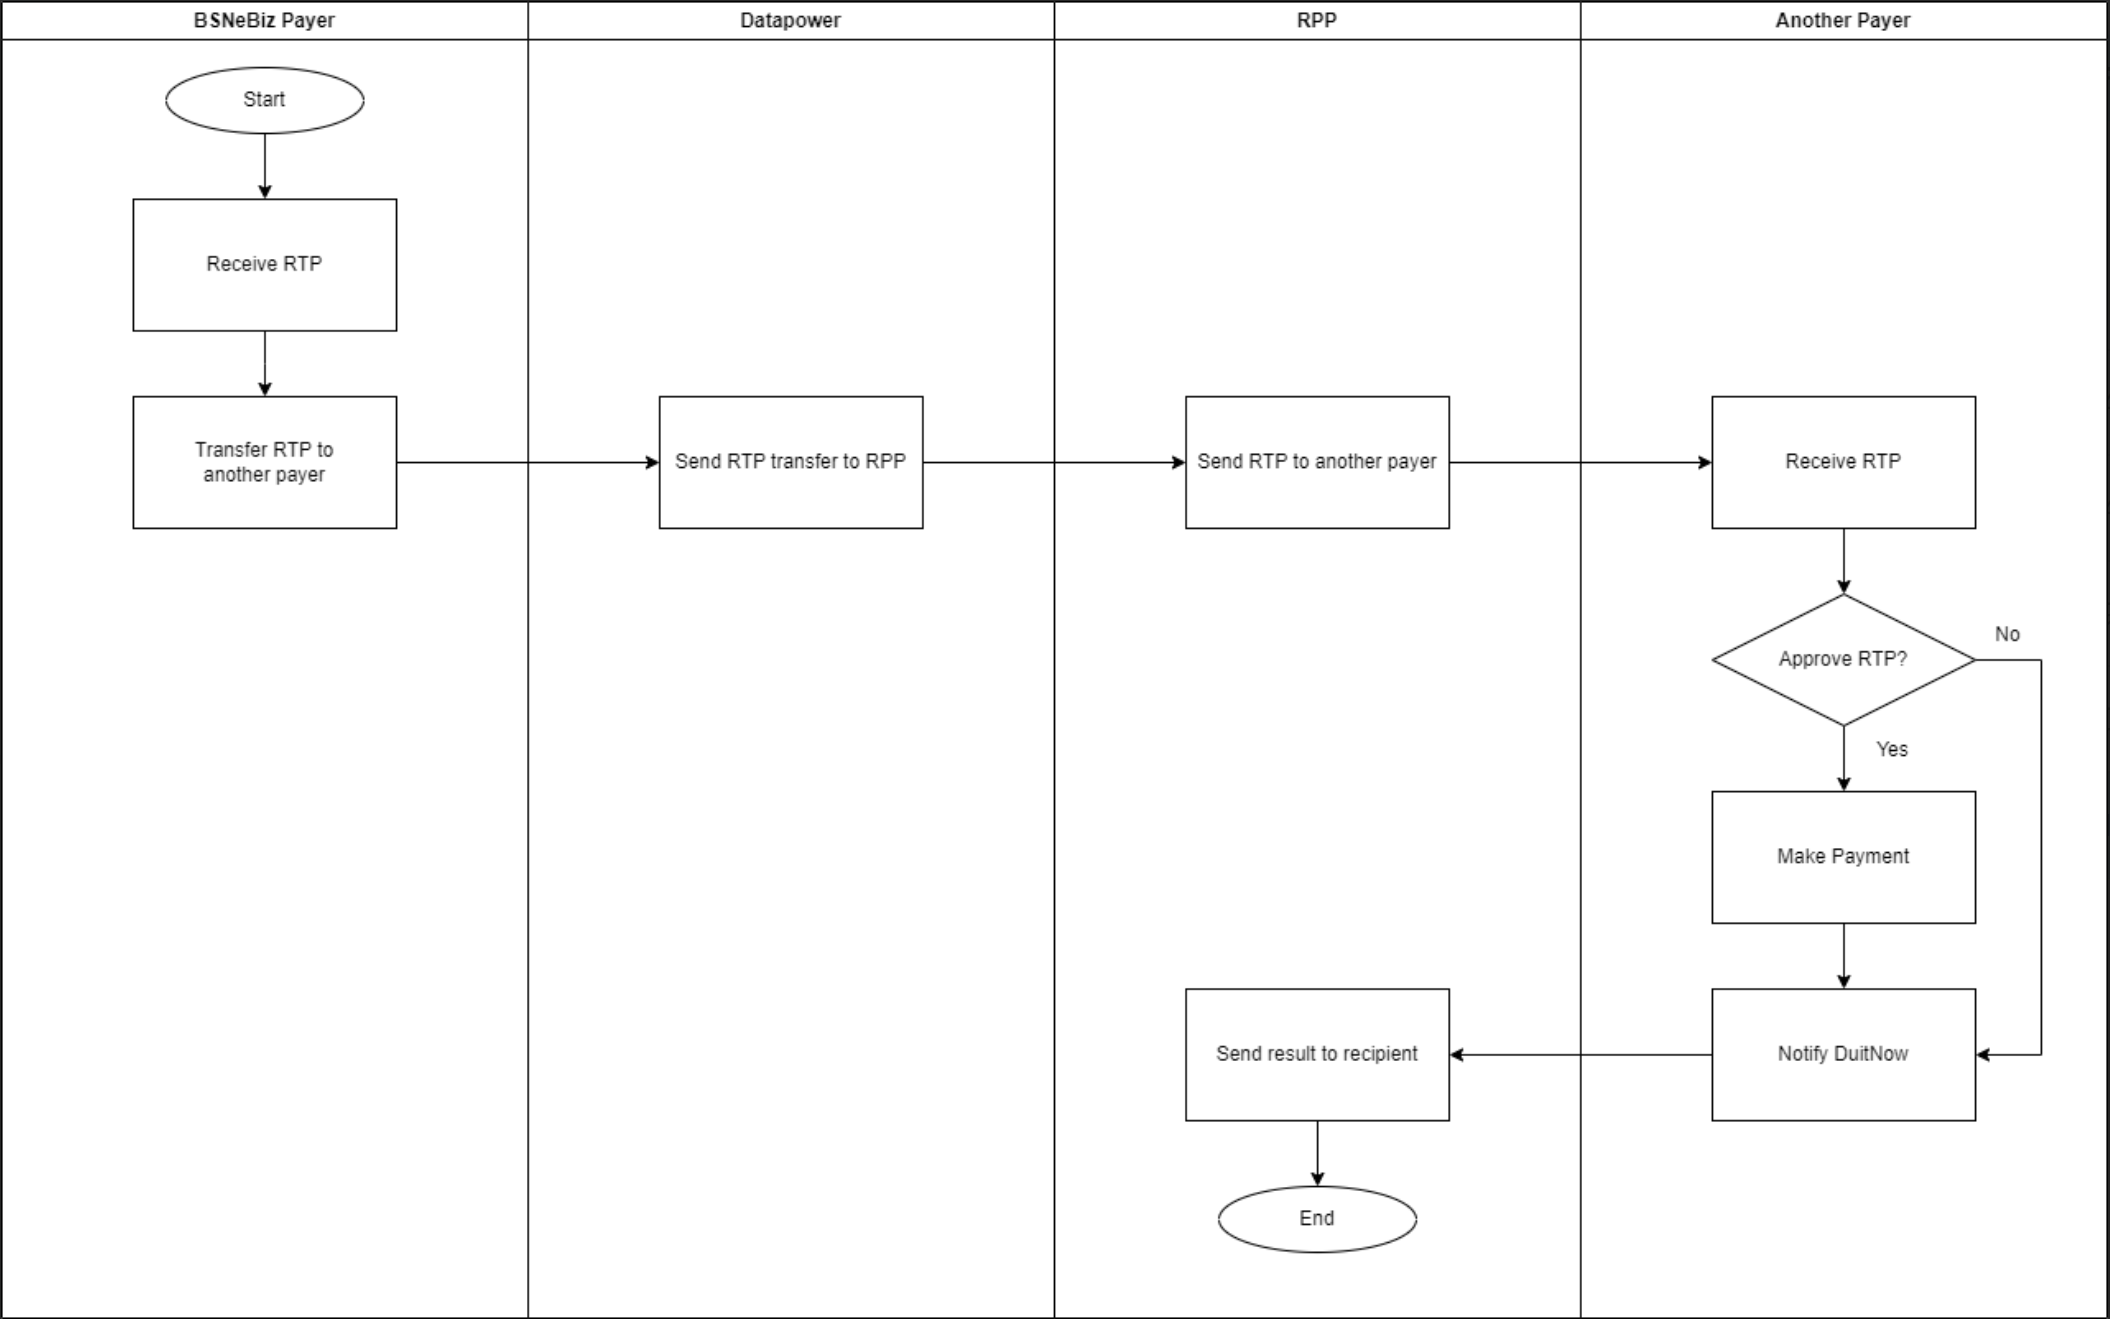 BSNeBiz Payer
Datapower
RPP
Another Payer
Start
Receive RTP
Transfer RTP to
another payer
Send RTP transfer to RPP
Send RTP to another payer
Receive RTP
Approve RTP?
No
Yes
Make Payment
Send result to recipient
Notify DuitNow
End